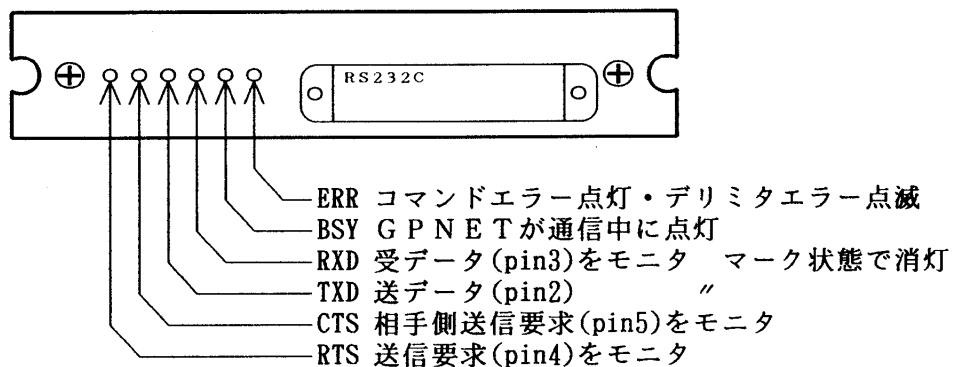 RS232C
ERR コマンドエラー点灯・デリミタエラー点滅
BSY GPNETが通信中に点灯
RXD 受データ(pin3)をモニタ マーク状態で消灯
TXD 送データ(pin2) 〃
CTS 相手側送信要求(pin5)をモニタ
RTS 送信要求(pin4)をモニタ